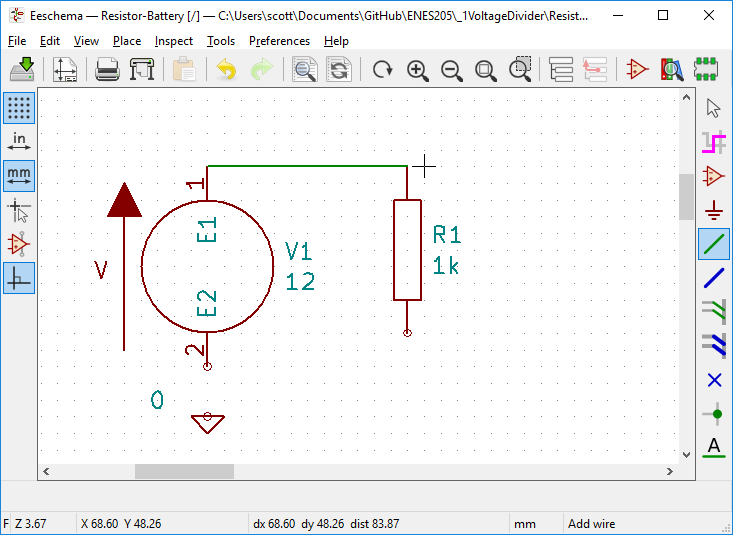 Eeschema — Resistor-Battery [/] — C:\Users\scott\Documents\GitHub\ENES205\_1VoltageDivider\Resist...
File Edit View Place Inspect Tools Preferences Help
in
mm
A
1
E1
V
V1
12
E2
2
R1
1k
0
F Z 3.67 X 68.60 Y 48.26 dx 68.60 dy 48.26 dist 83.87 mm Add wire